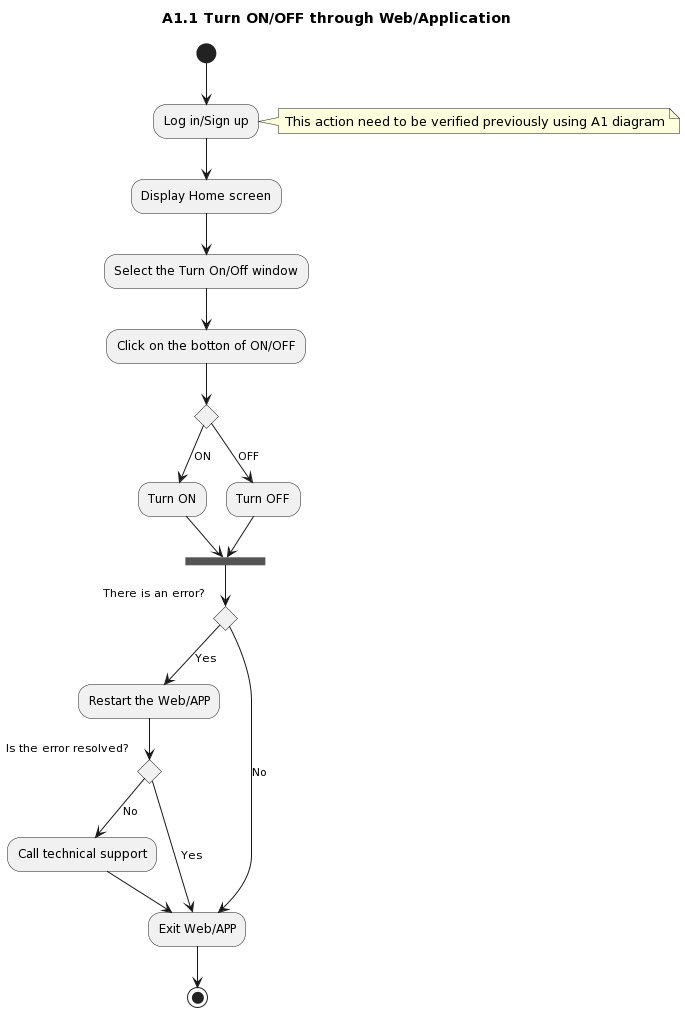 A1.1 Turn ON/OFF through Web/Application
Log in/Sign up
This action need to be verified previously using A1 diagram
Display Home screen
Select the Turn On/Off window
Click on the botton of ON/OFF
ON
OFF
Turn ON
Turn OFF
There is an error?
Yes
Restart the Web/APP
Is the error resolved?
No
No
Call technical support
Yes
Exit Web/APP